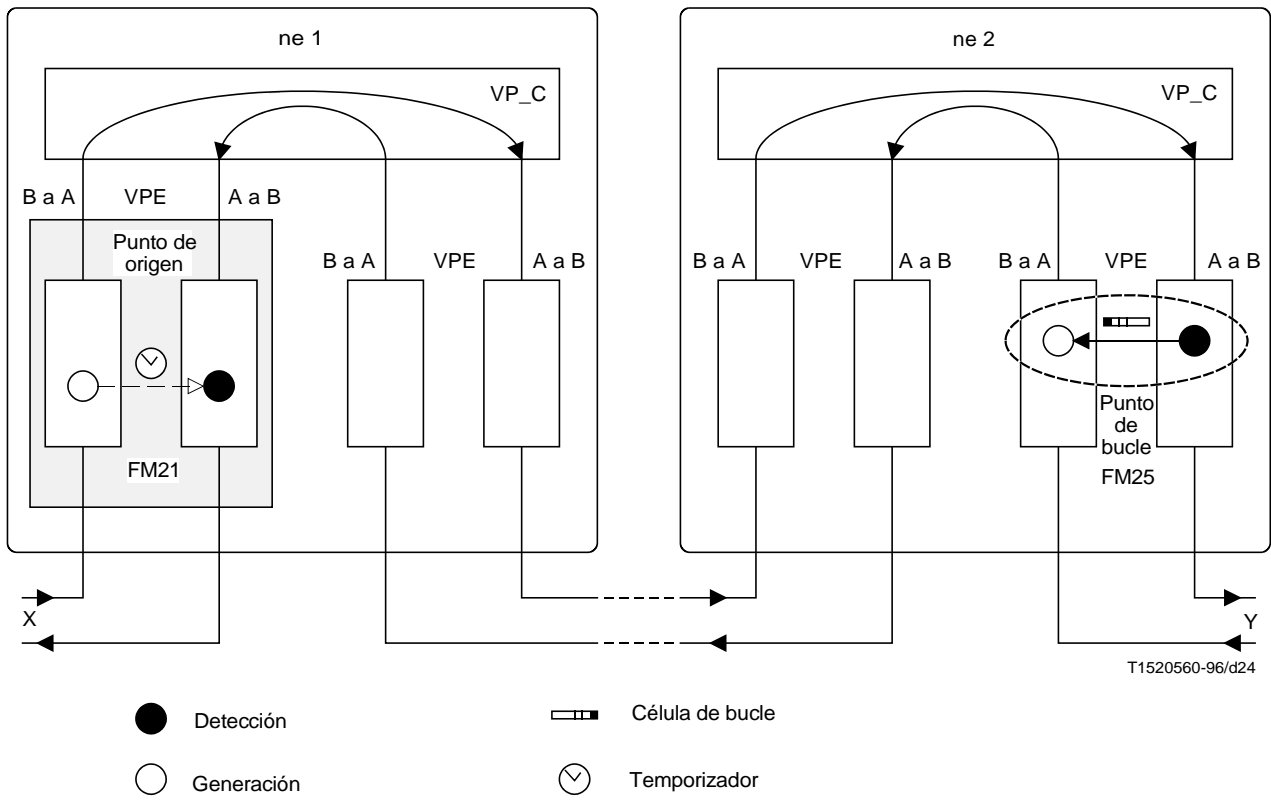 ne 1
ne 2
VP_C
VP_C
B a A VPE A a B
Punto de
origen
B a A VPE A a B
B a A VPE A a B
B a A VPE A a B
FM21
Punto
de
bucle
FM25
X
Y
T1520560-96/d24
Detección
Célula de bucle
Generación
Temporizador